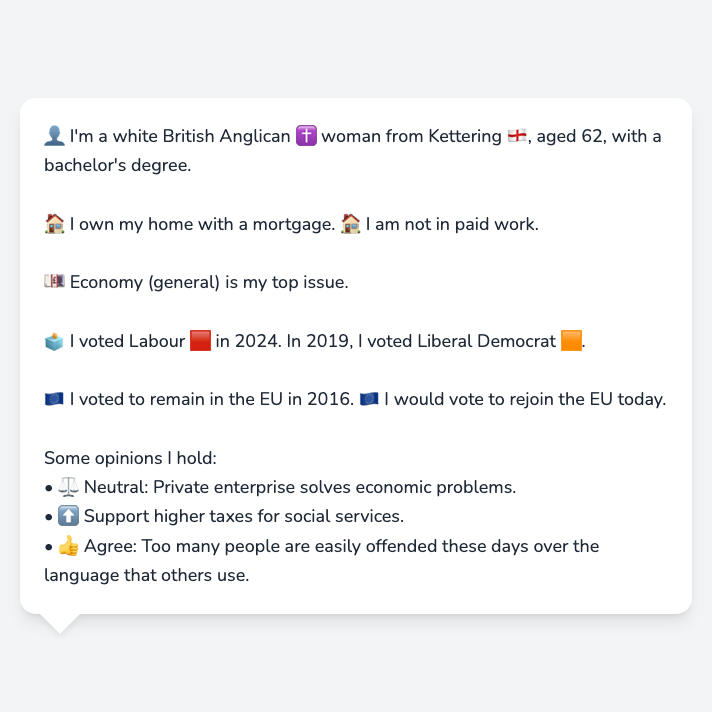 👤 I'm a white British Anglican ✝️ woman from Kettering 🏴󠁧󠁢󠁥󠁮󠁧󠁿, aged 62, with a
bachelor's degree.
🏠 I own my home with a mortgage. 🏠 I am not in paid work.
💷 Economy (general) is my top issue.
🗳️ I voted Labour 🟥 in 2024. In 2019, I voted Liberal Democrat 🟧.
🇪🇺 I voted to remain in the EU in 2016. 🇪🇺 I would vote to rejoin the EU today.
Some opinions I hold:
• ⚖️ Neutral: Private enterprise solves economic problems.
• ⬆️ Support higher taxes for social services.
• 👍 Agree: Too many people are easily offended these days over the
language that others use.